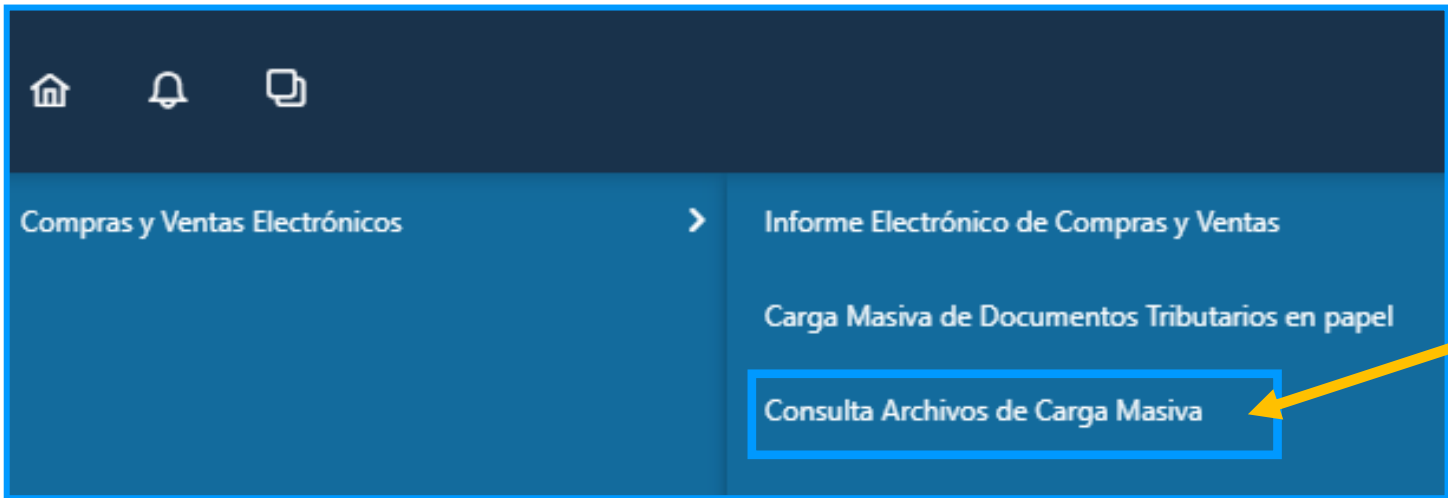 Compras y Ventas Electrónicos
Informe Electrónico de Compras y Ventas
Carga Masiva de Documentos Tributarios en papel
Consulta Archivos de Carga Masiva